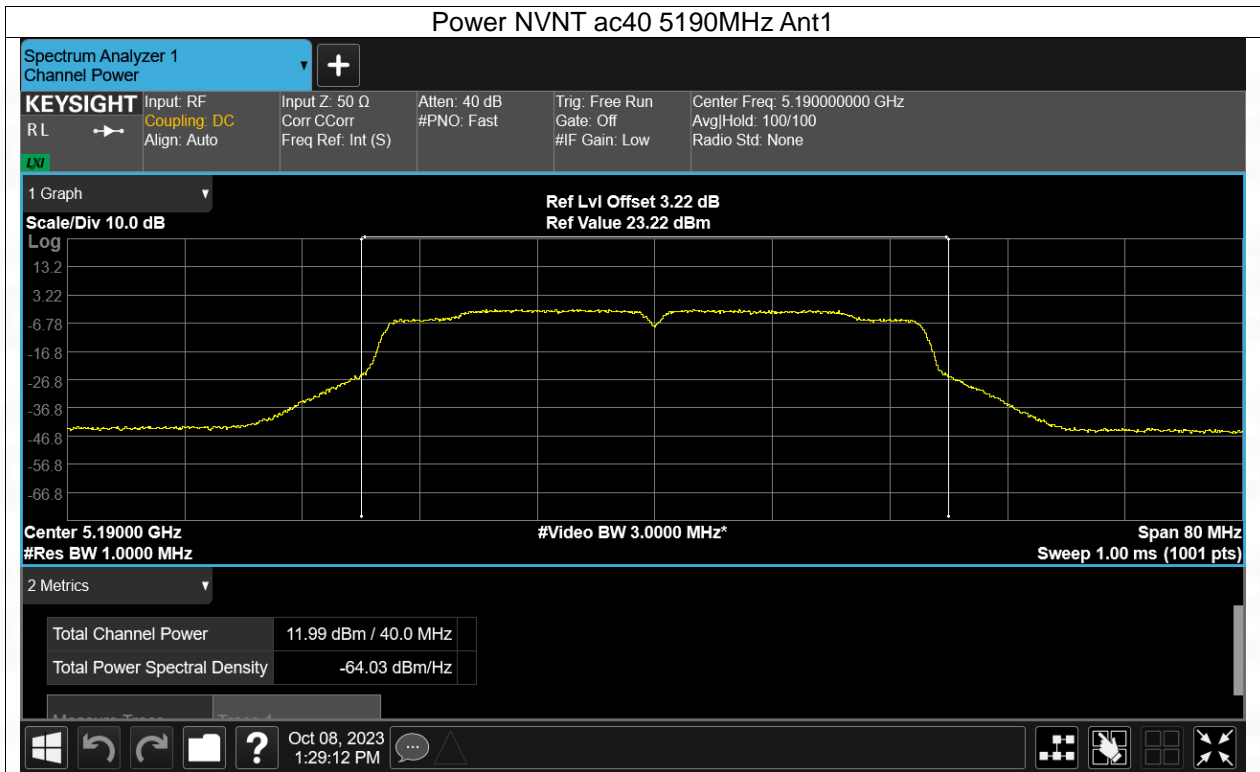 Power NVNT ac40 5190MHz Ant1
Spectrum Analyzer 1
Channel Power
KEYSIGHT
R L
LXI
Input: RF
Coupling: DC
Align: Auto
Input Z: 50 Ω
Corr CCorr
Freq Ref: Int (S)
Atten: 40 dB
#PNO: Fast
Trig: Free Run
Gate: Off
#IF Gain: Low
Center Freq: 5.190000000 GHz
Avg|Hold: 100/100
Radio Std: None
1 Graph
Scale/Div 10.0 dB
Ref Lvl Offset 3.22 dB
Ref Value 23.22 dBm
Log
13.2
3.22
-6.78
-16.8
-26.8
-36.8
-46.8
-56.8
-66.8
Center 5.19000 GHz
#Video BW 3.0000 MHz*
Span 80 MHz
#Res BW 1.0000 MHz
Sweep 1.00 ms (1001 pts)
2 Metrics
Total Channel Power 11.99 dBm / 40.0 MHz
Total Power Spectral Density -64.03 dBm/Hz
Measure Trace Trace 1
Oct 08, 2023
1:29:12 PM